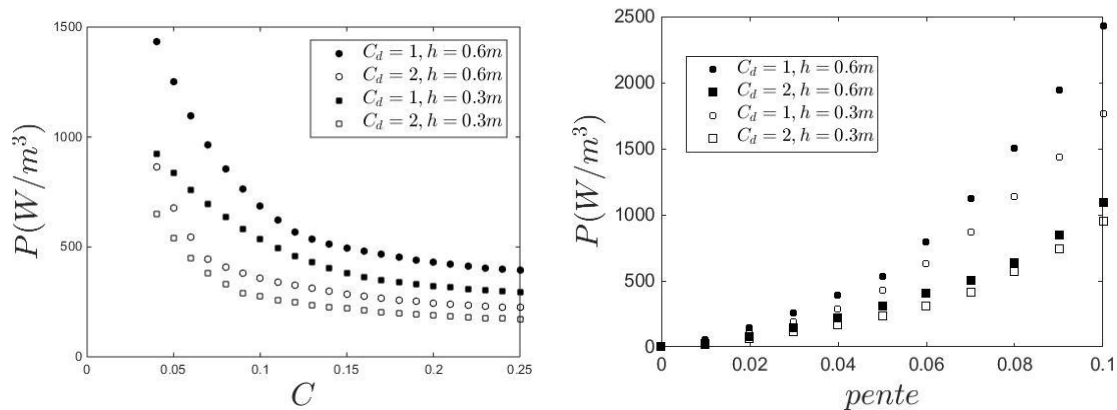 1500
1000
500
0
P(W/m³)
0
0.05
0.1
0.15
0.2
0.25
C
C_d = 1, h = 0.6m
C_d = 2, h = 0.6m
C_d = 1, h = 0.3m
C_d = 2, h = 0.3m
2500
2000
1500
1000
500
0
P(W/m³)
0
0.02
0.04
0.06
0.08
0.1
pente
C_d = 1, h = 0.6m
C_d = 2, h = 0.6m
C_d = 1, h = 0.3m
C_d = 2, h = 0.3m